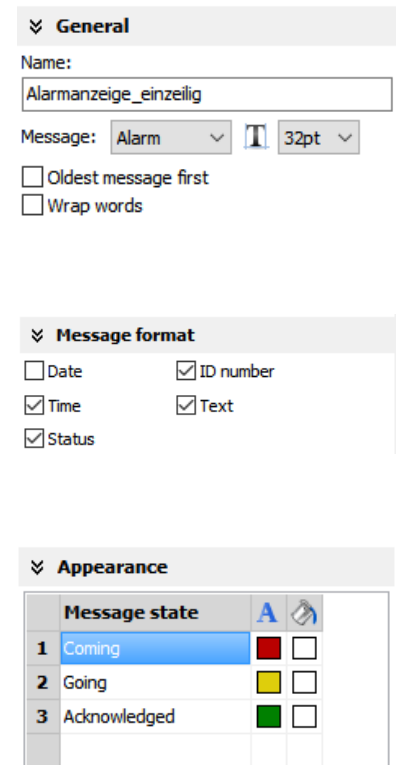 General
Name:
Alarmanzeige_einzeilig
Message: Alarm T 32pt
Oldest message first
Wrap words
Message format
Date ID number
Time Text
Status
Appearance
Message state A
1 Coming
2 Going
3 Acknowledged